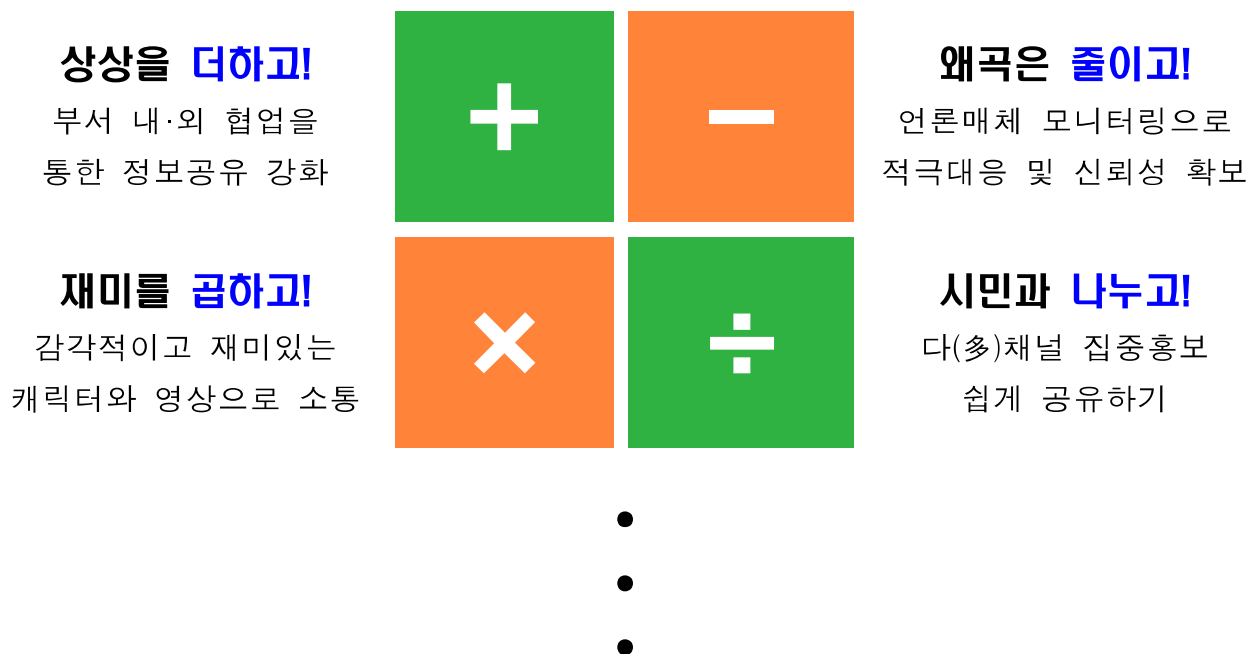 상상을 더하고!
부서 내·외 협업을
통한 정보공유 강화
+
왜곡은 줄이고!
언론매체 모니터링으로
적극대응 및 신뢰성 확보
−
재미를 곱하고!
감각적이고 재미있는
캐릭터와 영상으로 소통
×
시민과 나누고!
다(多)채널 집중홍보
쉽게 공유하기
÷